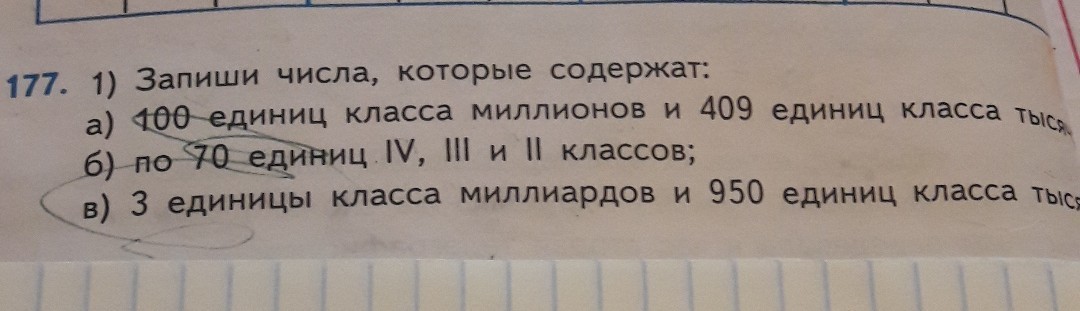 177. 1) Запиши числа, которые содержат:
а) 100 единиц класса миллионов и 409 единиц класса
б) по 70 единиц IV, III и II классов;
в) 3 единицы класса миллиардов и 950 единиц класса